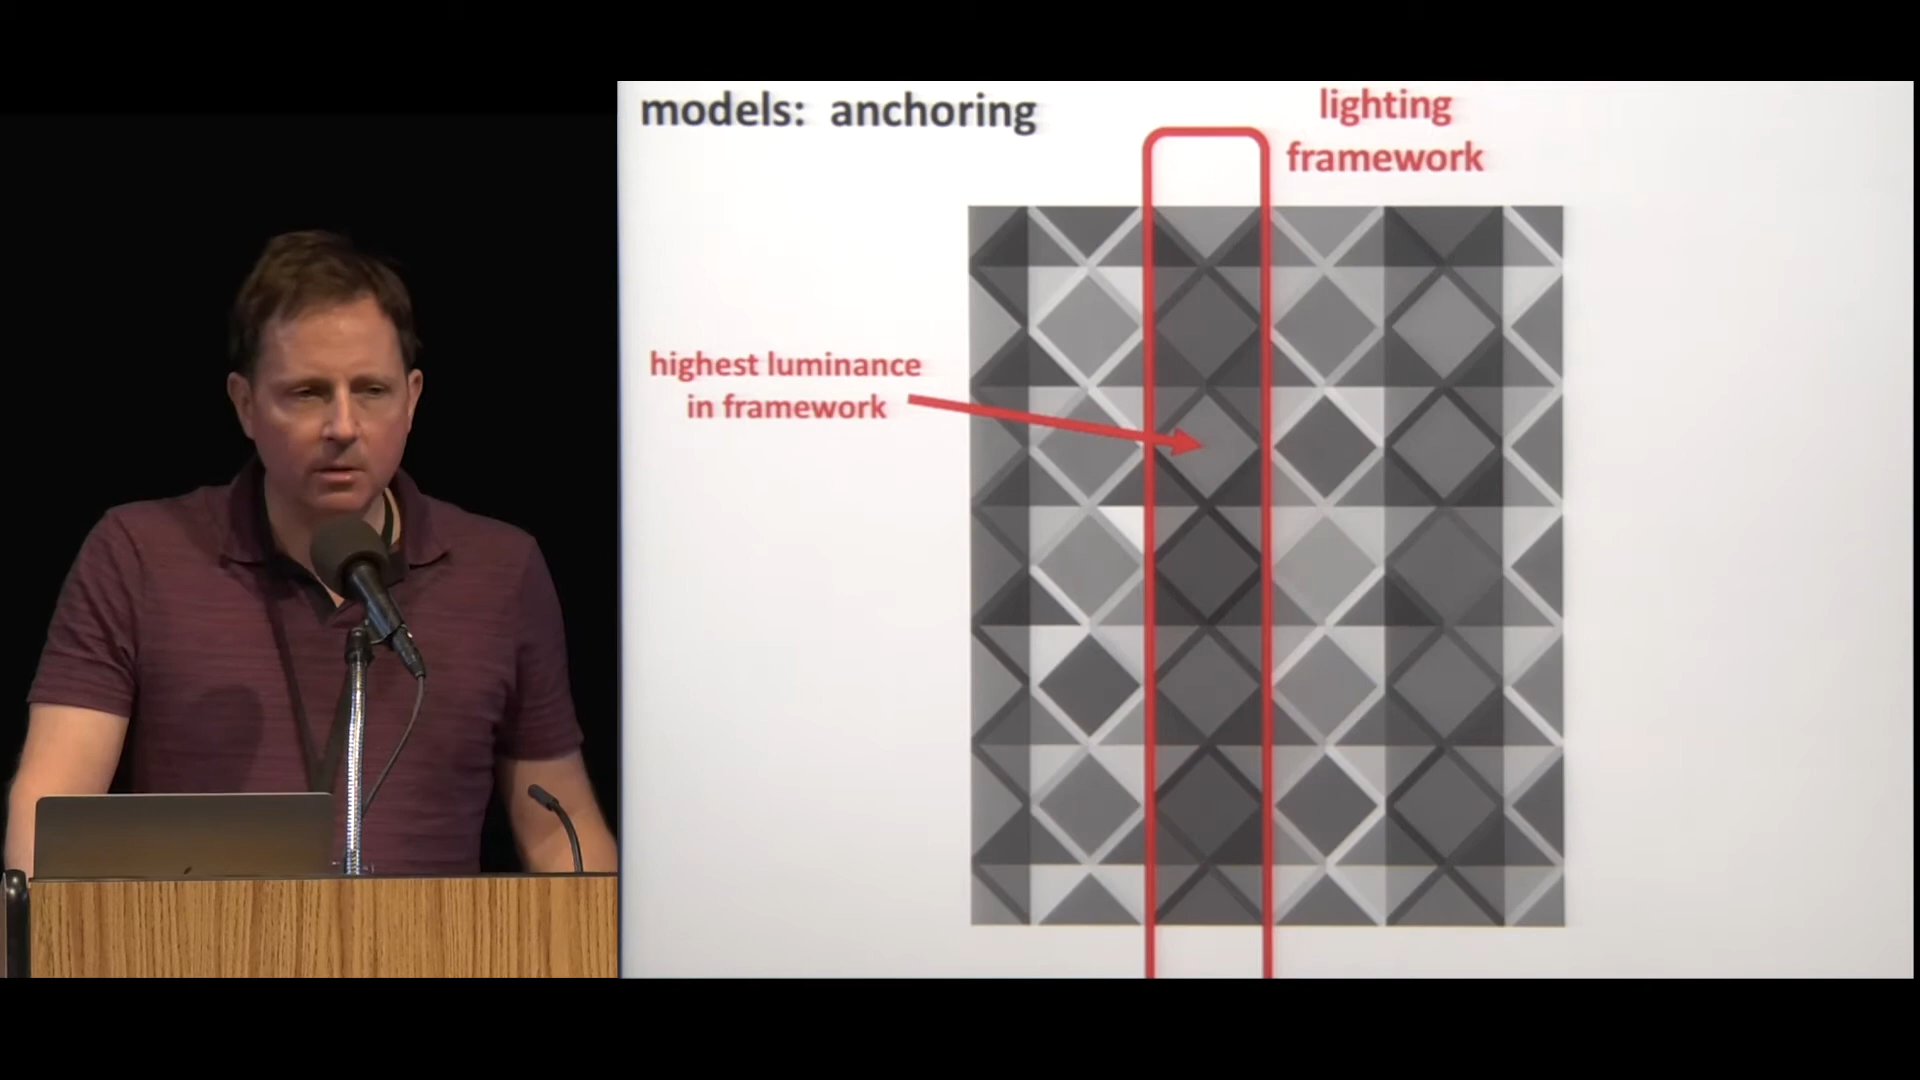 models: anchoring
lighting
framework
highest luminance
in framework